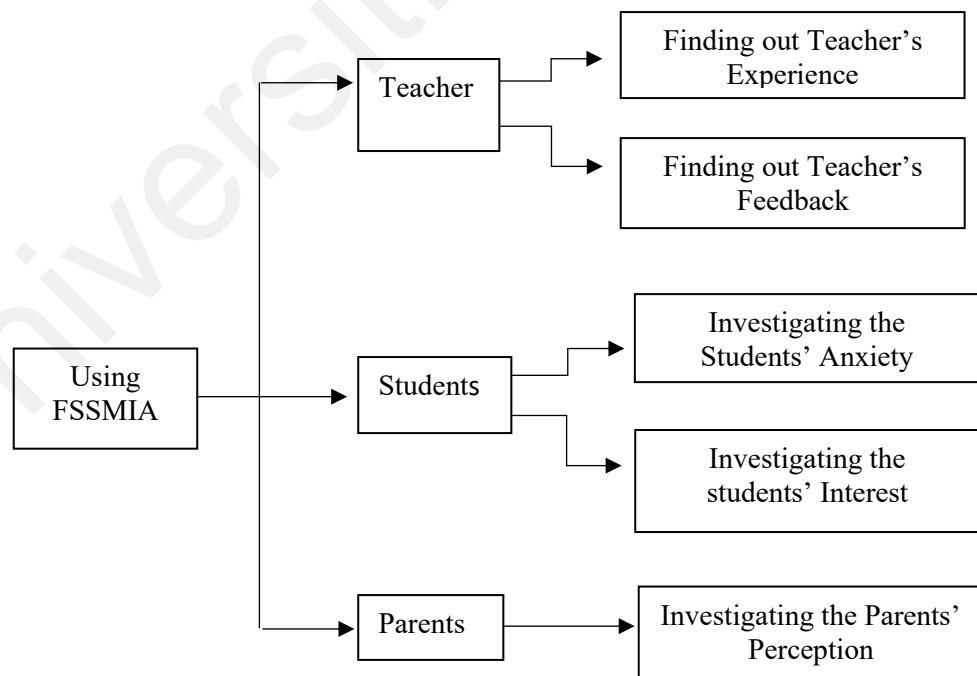 Finding out Teacher’s
Experience
Teacher
Finding out Teacher’s
Feedback
Investigating the
Students’ Anxiety
Using
FSSMIA
Students
Investigating the
students’ Interest
Parents
Investigating the Parents’
Perception
niversiti